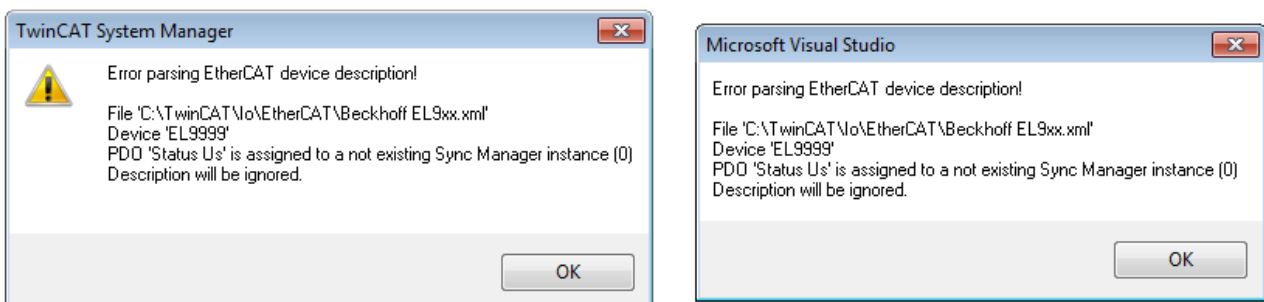 TwinCAT System Manager
Error parsing EtherCAT device description!
File 'C:\TwinCAT\Io\EtherCAT\Beckhoff EL9xx.xml'
Device 'EL9999'
PDO 'Status Us' is assigned to a not existing Sync Manager instance (0)
Description will be ignored.
OK
Microsoft Visual Studio
Error parsing EtherCAT device description!
File 'C:\TwinCAT\Io\EtherCAT\Beckhoff EL9xx.xml'
Device 'EL9999'
PDO 'Status Us' is assigned to a not existing Sync Manager instance (0)
Description will be ignored.
OK